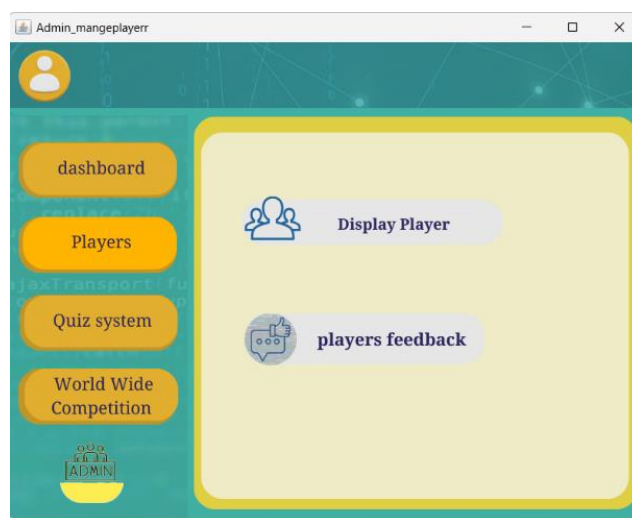 Admin_mangeplayerr
dashboard
Players
Quiz system
World Wide
Competition
ADMIN
Display Player
players feedback